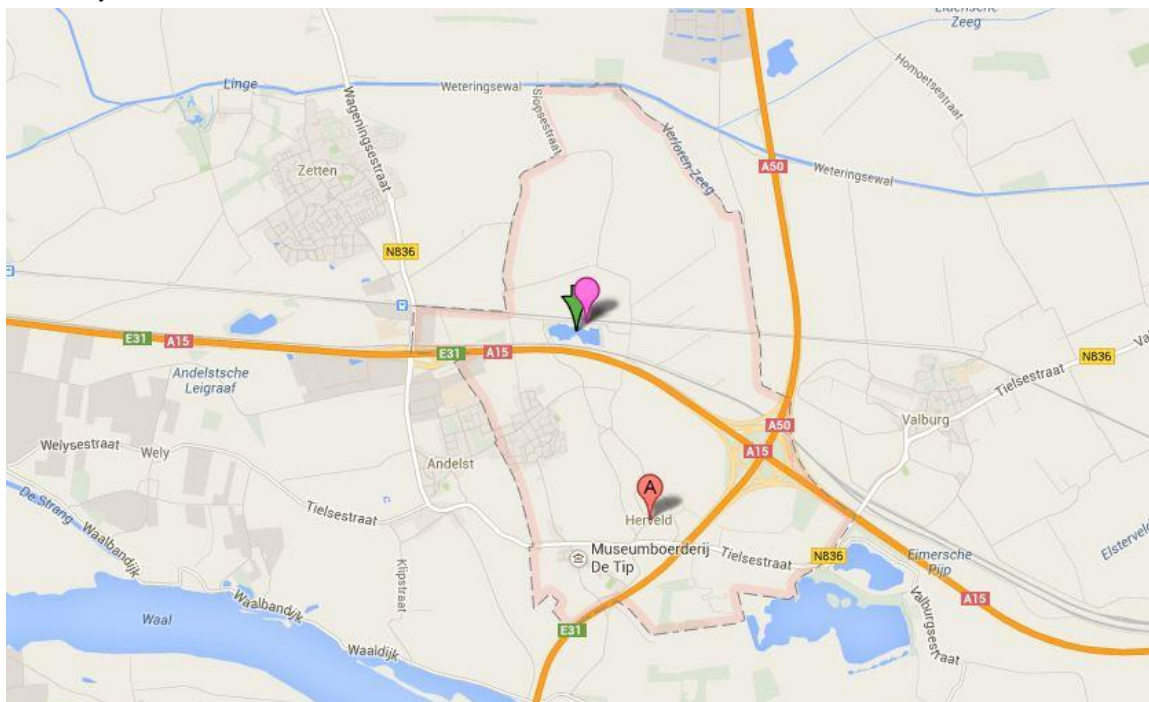 Eldensche
Zeeg
Linge
Weteringsewal
Slopsestraat
Wageningsestraat
Homoetsestraat
Verloren Zeeg
Zetten
A50
Weteringsewal
N836
E31
A15
E31
A15
N836
Tielsestraat
Andelstsche
Leigraaf
Valburg
A50
A15
Welysestraat
Wely
Andelst
A
Herveld
De Strang
Waalbandijk
Tielsestraat
Museumboerderij
De Tip
Tielsestraat
N836
Eimersche
Pijp
Elsterveld
Klipstraat
Waalbandijk
A15
Valburgsestraat
Waal
E31
Waaldijk